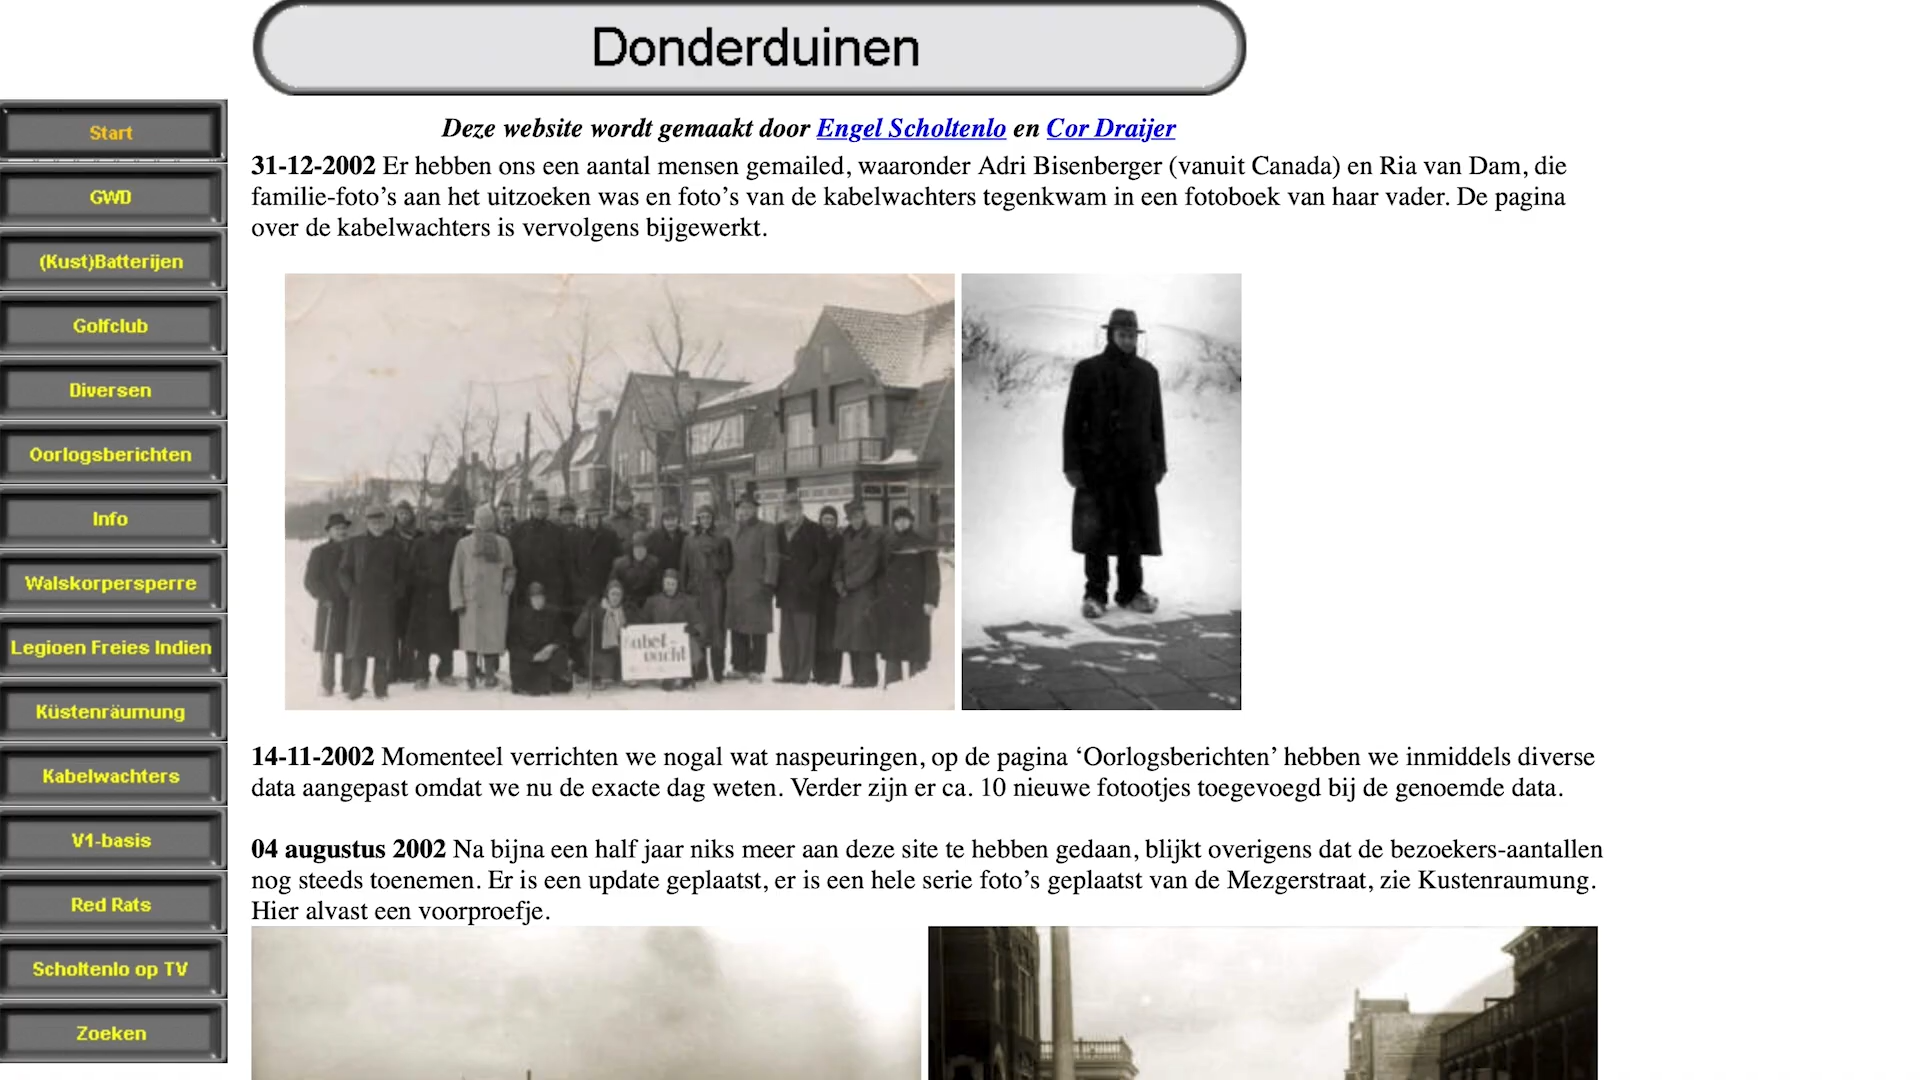 Donderduinen
Start
GWD
(Kust)Batterijen
Golfclub
Diversen
Oorlogsberichten
Info
Walskorpersperre
Legioen Freies Indien
Küstenräumung
Kabelwachters
V1-basis
Red Rats
Scholtenlo op TV
Zoeken
Deze website wordt gemaakt door Engel Scholtenlo en Cor Draijer
31-12-2002 Er hebben ons een aantal mensen gemailed, waaronder Adri Bisenberger (vanuit Canada) en Ria van Dam, die
familie-foto’s aan het uitzoeken was en foto’s van de kabelwachters tegenkwam in een fotoboek van haar vader. De pagina
over de kabelwachters is vervolgens bijgewerkt.
14-11-2002 Momenteel verrichten we nogal wat naspeuringen, op de pagina ‘Oorlogsberichten’ hebben we inmiddels diverse
data aangepast omdat we nu de exacte dag weten. Verder zijn er ca. 10 nieuwe fotootjes toegevoegd bij de genoemde data.
04 augustus 2002 Na bijna een half jaar niks meer aan deze site te hebben gedaan, blijkt overigens dat de bezoekers-aantallen
nog steeds toenemen. Er is een update geplaatst, er is een hele serie foto’s geplaatst van de Mezgerstraat, zie Kustenraumung.
Hier alvast een voorproefje.